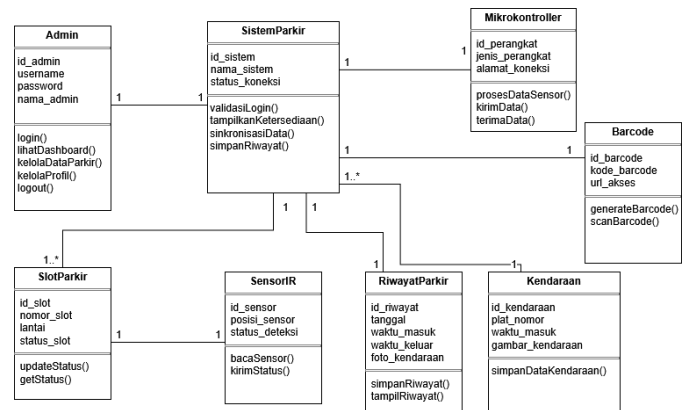 Admin
id_admin
username
password
nama_admin
login()
lihatDashboard()
kelolaDataParkir()
kelolaProfil()
logout()
1
1
SistemParkir
id_sistem
nama_sistem
status_koneksi
validasiLogin()
tampilkanKetersediaan()
sinkronisasiData()
simpanRiwayat()
1
1
Mikrokontroller
id_perangkat
jenis_perangkat
alamat_koneksi
prosesDataSensor()
kirimData()
terimaData()
1
1
Barcode
id_barcode
kode_barcode
url_akses
generateBarcode()
scanBarcode()
1..*
1
1
1..*
SlotParkir
id_slot
nomor_slot
lantai
status_slot
updateStatus()
getStatus()
1
1
SensorIR
id_sensor
posisi_sensor
status_deteksi
bacaSensor()
kirimStatus()
1
RiwayatParkir
id_riwayat
tanggal
waktu_masuk
waktu_keluar
foto_kendaraan
simpanRiwayat()
tampilRiwayat()
1
Kendaraan
id_kendaraan
plat_nomor
waktu_masuk
gambar_kendaraan
simpanDataKendaraan()